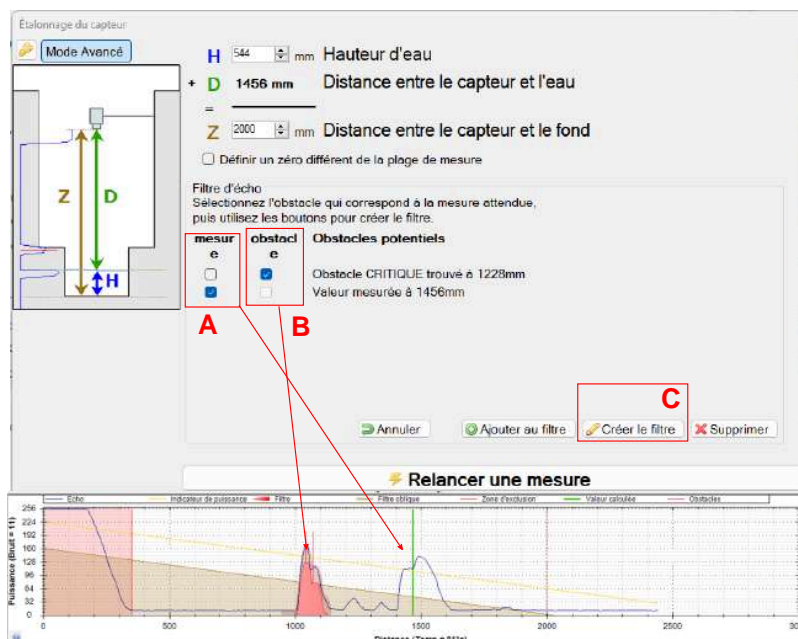 Étalonnage du capteur
Mode Avancé
H 544 mm Hauteur d'eau
+ D 1456 mm Distance entre le capteur et l'eau
=
Z 2000 mm Distance entre le capteur et le fond
Définir un zéro différent de la plage de mesure
Z D
H
Filtre d'écho
Sélectionnez l'obstacle qui correspond à la mesure attendue,
puis utilisez les boutons pour créer le filtre.
mesur obstacl Obstacles potentiels
e e
Obstacle CRITIQUE trouvé à 1228mm
Valeur mesurée à 1456mm
A B
C
Annuler Ajouter au filtre Créer le filtre Supprimer
Relancer une mesure
Echo Indicateur de puissance Filtre Filtre oblique Zone d'exclusion Valeur calculée Obstacles
Puissance (Bruit = 11)
256
224
192
160
128
96
64
32
0
0 500 1000 1500 2000 2500